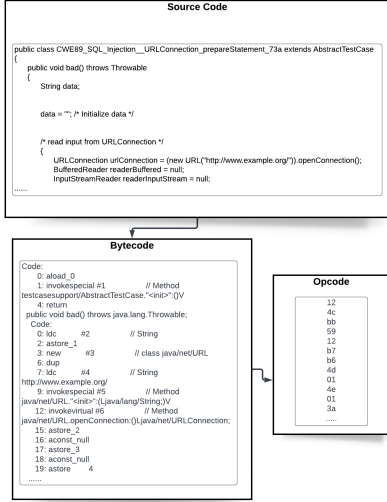 Source Code
public class CWE89_SQL_Injection__URLConnection_prepareStatement_73a extends AbstractTestCase
{
public void bad() throws Throwable
{
String data;
data = ""; /* Initialize data */
/* read input from URLConnection */
{
URLConnection urlConnection = (new URL("http://www.example.org/")).openConnection();
BufferedReader readerBuffered = null;
InputStreamReader readerInputStream = null;
......
Bytecode
Code:
0: aload_0
1: invokespecial #1 // Method
testcasesupport/AbstractTestCase."<init>":()V
4: return
public void bad() throws java.lang.Throwable;
Code:
0: ldc #2 // String
2: astore_1
3: new #3 // class java/net/URL
6: dup
7: ldc #4 // String
http://www.example.org/
9: invokespecial #5 // Method
java/net/URL."<init>":(Ljava/lang/String;)V
12: invokevirtual #6 // Method
java/net/URL.openConnection:()Ljava/net/URLConnection;
15: astore_2
16: aconst_null
17: astore_3
18: aconst_null
19: astore 4
......
Opcode
12
4c
bb
59
12
b7
b6
4d
01
4e
01
3a
.....